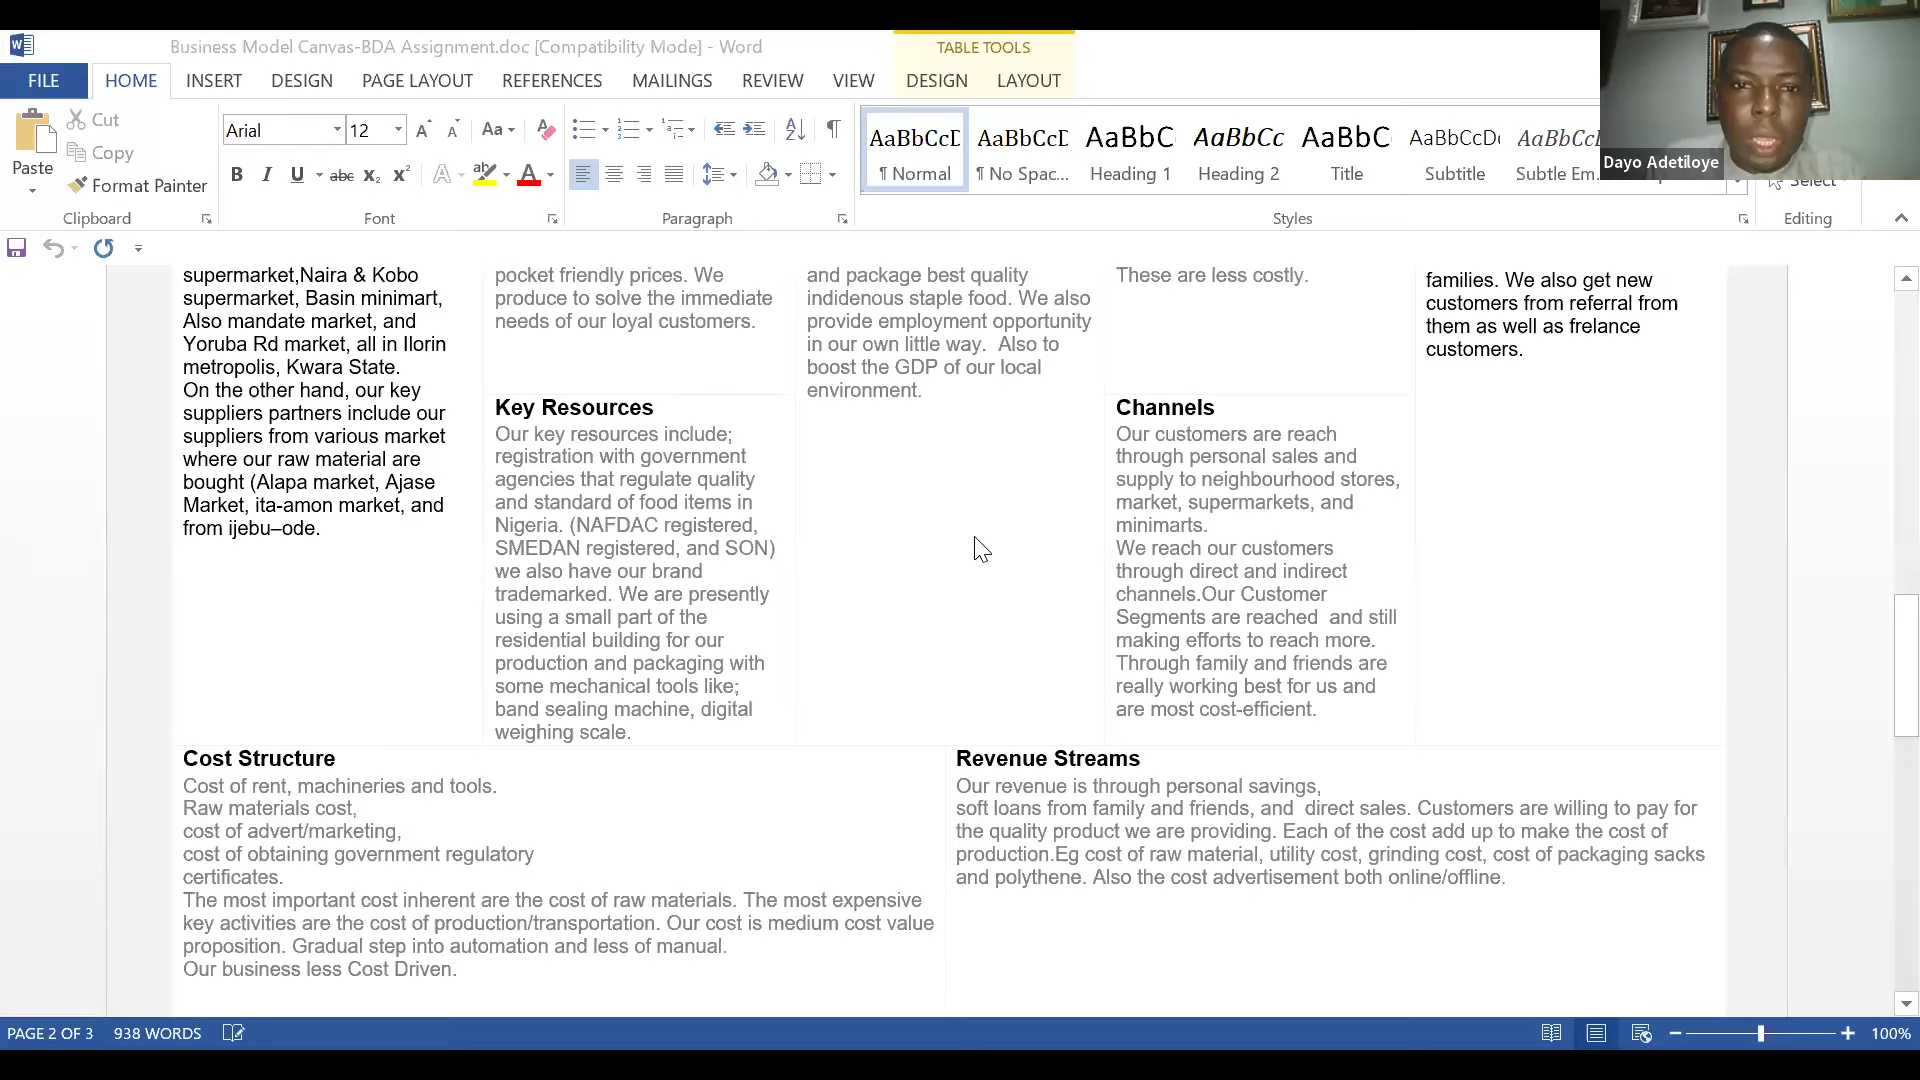 Business Model Canvas-BDA Assignment.doc [Compatibility Mode] - Word
TABLE TOOLS
FILE HOME INSERT DESIGN PAGE LAYOUT REFERENCES MAILINGS REVIEW VIEW DESIGN LAYOUT
Dayo Adetiloye
Paste
Cut
Copy
Format Painter
Clipboard
Arial 12
Font
Paragraph
AaBbCcD AaBbCcD AaBbC AaBbCc AaBbC AaBbCcD
¶ Normal ¶ No Spac... Heading 1 Heading 2 Title Subtitle Subtle Em...
Styles
Select
Editing
supermarket,Naira & Kobo
supermarket, Basin minimart,
Also mandate market, and
Yoruba Rd market, all in Ilorin
metropolis, Kwara State.
On the other hand, our key
suppliers partners include our
suppliers from various market
where our raw material are
bought (Alapa market, Ajase
Market, ita-amon market, and
from ijebu–ode.
pocket friendly prices. We
produce to solve the immediate
needs of our loyal customers.
Key Resources
Our key resources include;
registration with government
agencies that regulate quality
and standard of food items in
Nigeria. (NAFDAC registered,
SMEDAN registered, and SON)
we also have our brand
trademarked. We are presently
using a small part of the
residential building for our
production and packaging with
some mechanical tools like;
band sealing machine, digital
weighing scale.
and package best quality
indidenous staple food. We also
provide employment opportunity
in our own little way. Also to
boost the GDP of our local
environment.
These are less costly.
Channels
Our customers are reach
through personal sales and
supply to neighbourhood stores,
market, supermarkets, and
minimarts.
We reach our customers
through direct and indirect
channels.Our Customer
Segments are reached and still
making efforts to reach more.
Through family and friends are
really working best for us and
are most cost-efficient.
families. We also get new
customers from referral from
them as well as frelance
customers.
Cost Structure
Cost of rent, machineries and tools.
Raw materials cost,
cost of advert/marketing,
cost of obtaining government regulatory
certificates.
The most important cost inherent are the cost of raw materials. The most expensive
key activities are the cost of production/transportation. Our cost is medium cost value
proposition. Gradual step into automation and less of manual.
Our business less Cost Driven.
Revenue Streams
Our revenue is through personal savings,
soft loans from family and friends, and direct sales. Customers are willing to pay for
the quality product we are providing. Each of the cost add up to make the cost of
production.Eg cost of raw material, utility cost, grinding cost, cost of packaging sacks
and polythene. Also the cost advertisement both online/offline.
PAGE 2 OF 3 938 WORDS
100%